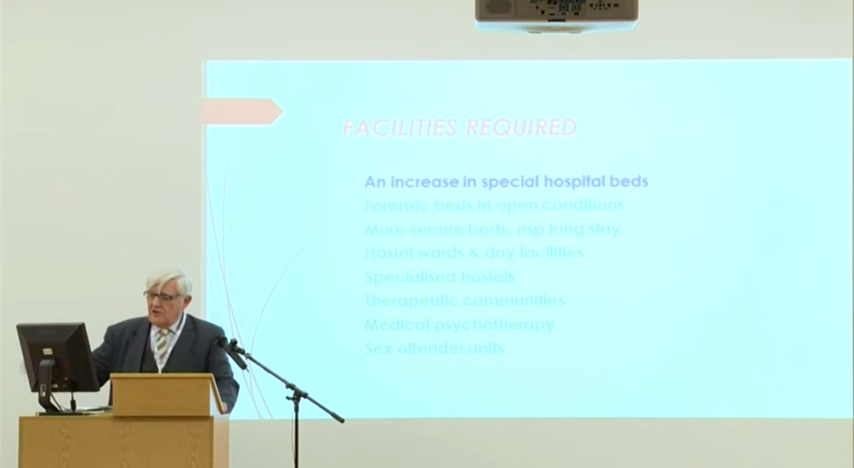 FACILITIES REQUIRED
An increase in special hospital beds
Forensic beds in open conditions
More secure beds, esp long stay
Hostel wards & day facilities
Specialised hostels
Therapeutic communities
Medical psychotherapy
Sex offender units